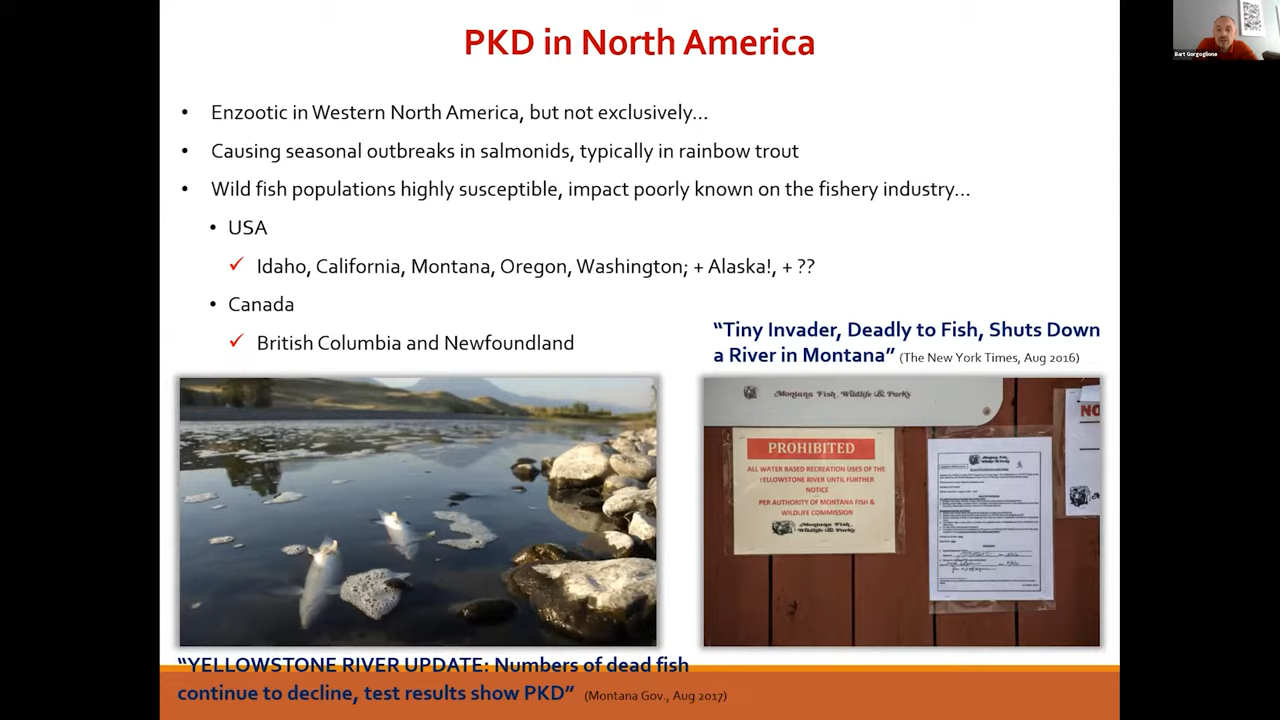 PKD in North America
Bart Gorgoglione
• Enzootic in Western North America, but not exclusively…
• Causing seasonal outbreaks in salmonids, typically in rainbow trout
• Wild fish populations highly susceptible, impact poorly known on the fishery industry…
• USA
✓ Idaho, California, Montana, Oregon, Washington; + Alaska!, + ??
• Canada
✓ British Columbia and Newfoundland
“Tiny Invader, Deadly to Fish, Shuts Down
a River in Montana” (The New York Times, Aug 2016)
Montana Fish, Wildlife & Parks
PROHIBITED
ALL WATER BASED RECREATION USES OF THE
YELLOWSTONE RIVER UNTIL FURTHER
NOTICE
PER AUTHORITY OF MONTANA FISH &
WILDLIFE COMMISSION
Montana Fish,
Wildlife & Parks
NO
“YELLOWSTONE RIVER UPDATE: Numbers of dead fish
continue to decline, test results show PKD” (Montana Gov., Aug 2017)